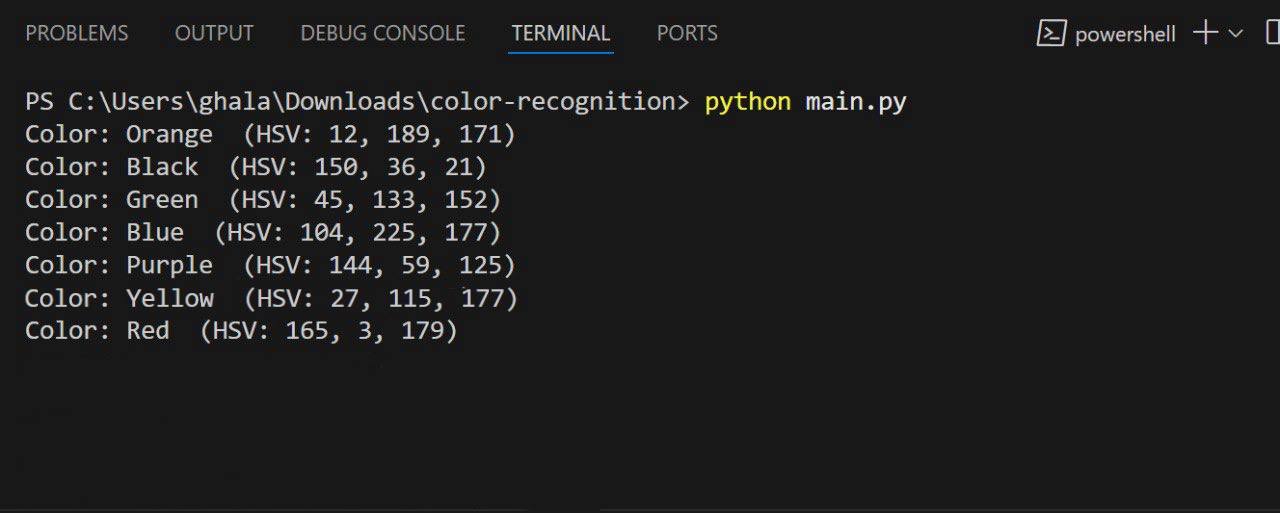 PROBLEMS OUTPUT DEBUG CONSOLE TERMINAL PORTS powershell
PS C:\Users\ghala\Downloads\color-recognition> python main.py
Color: Orange  (HSV: 12, 189, 171)
Color: Black  (HSV: 150, 36, 21)
Color: Green  (HSV: 45, 133, 152)
Color: Blue  (HSV: 104, 225, 177)
Color: Purple  (HSV: 144, 59, 125)
Color: Yellow  (HSV: 27, 115, 177)
Color: Red  (HSV: 165, 3, 179)